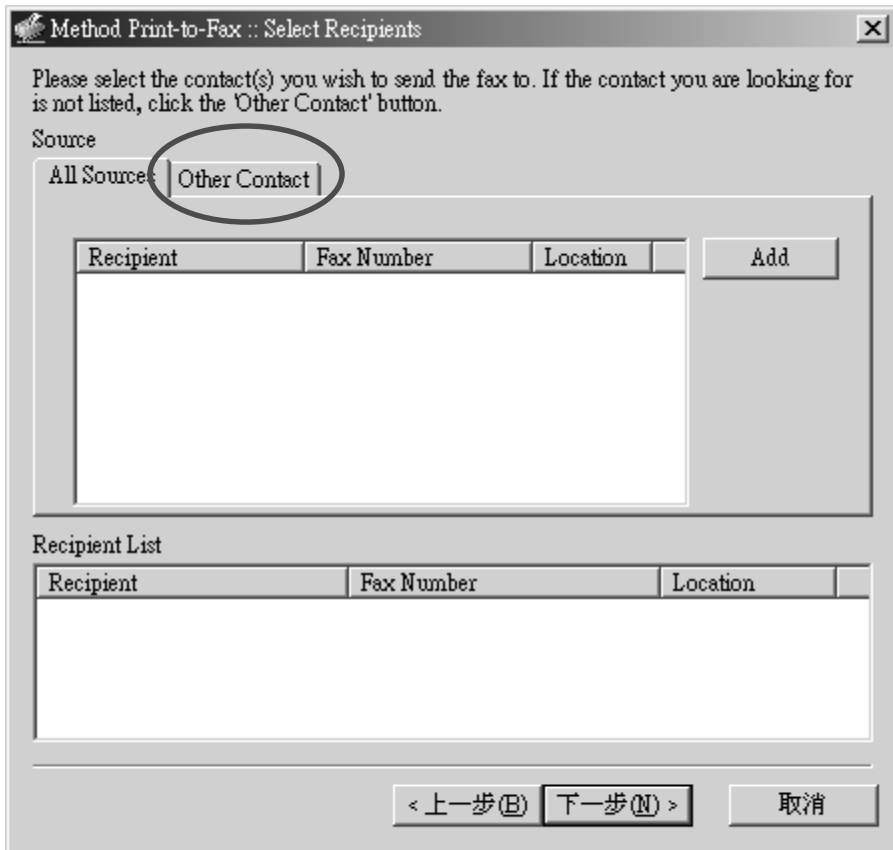 Method Print-to-Fax :: Select Recipients
Please select the contact(s) you wish to send the fax to. If the contact you are looking for
is not listed, click the 'Other Contact' button.
Source
All Sources Other Contact
Recipient Fax Number Location Add
Recipient List
Recipient Fax Number Location
< 上一步(B) 下一步(N) > 取消